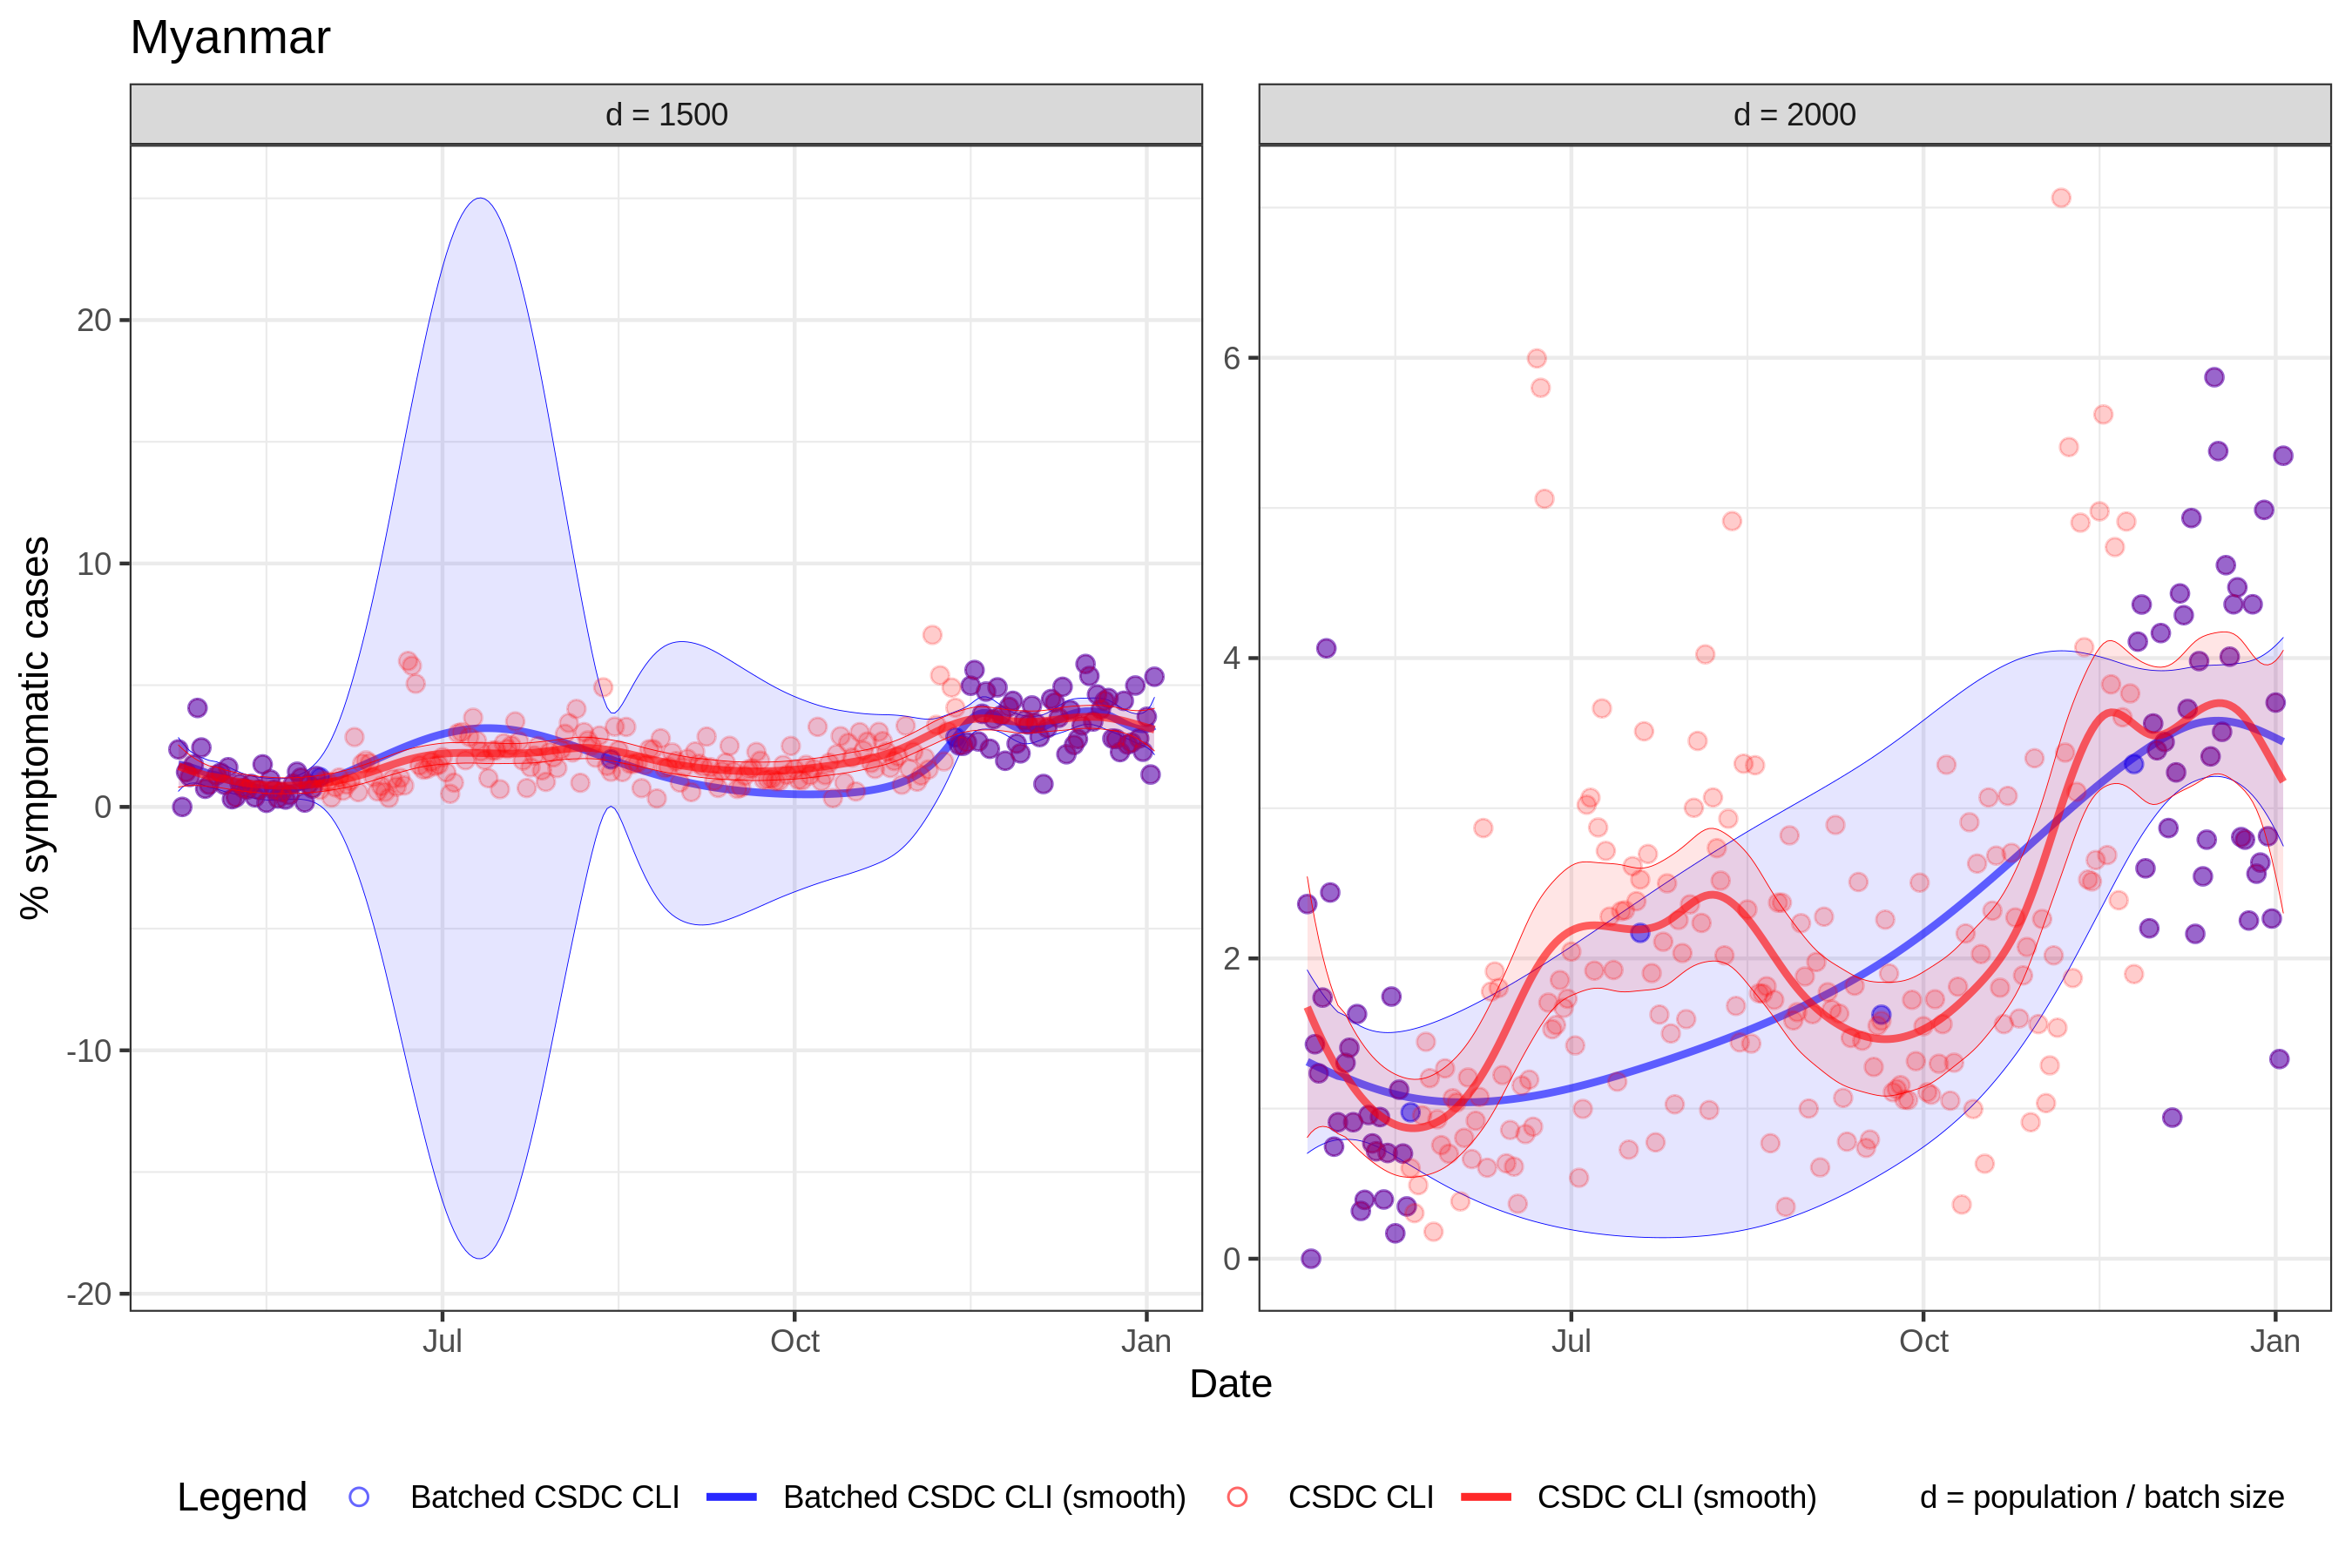 Myanmar
d = 1500
d = 2000
% symptomatic cases
20
10
0
-10
-20
6
4
2
0
Jul
Oct
Jan
Jul
Oct
Jan
Date
Legend
Batched CSDC CLI
Batched CSDC CLI (smooth)
CSDC CLI
CSDC CLI (smooth)
d = population / batch size